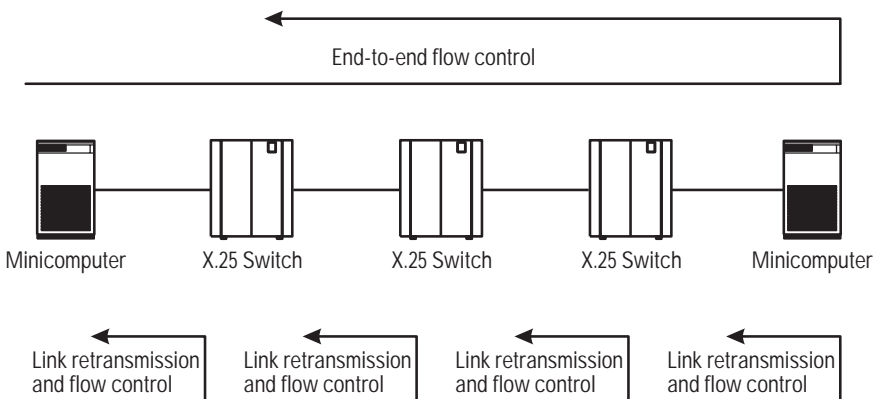 End-to-end flow control
Minicomputer
X.25 Switch
X.25 Switch
X.25 Switch
Minicomputer
Link retransmission
and flow control
Link retransmission
and flow control
Link retransmission
and flow control
Link retransmission
and flow control